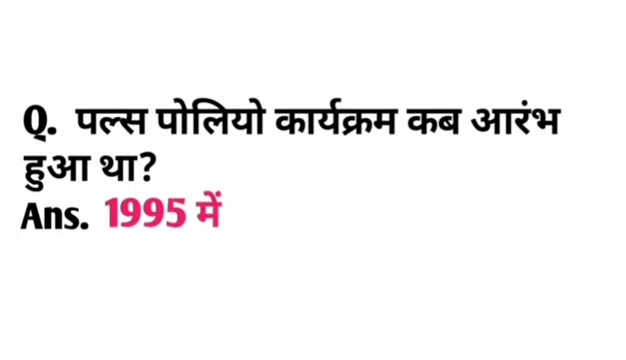 Q. पल्स पोलियो कार्यक्रम कब आरंभ
हुआ था?
Ans. 1995 में